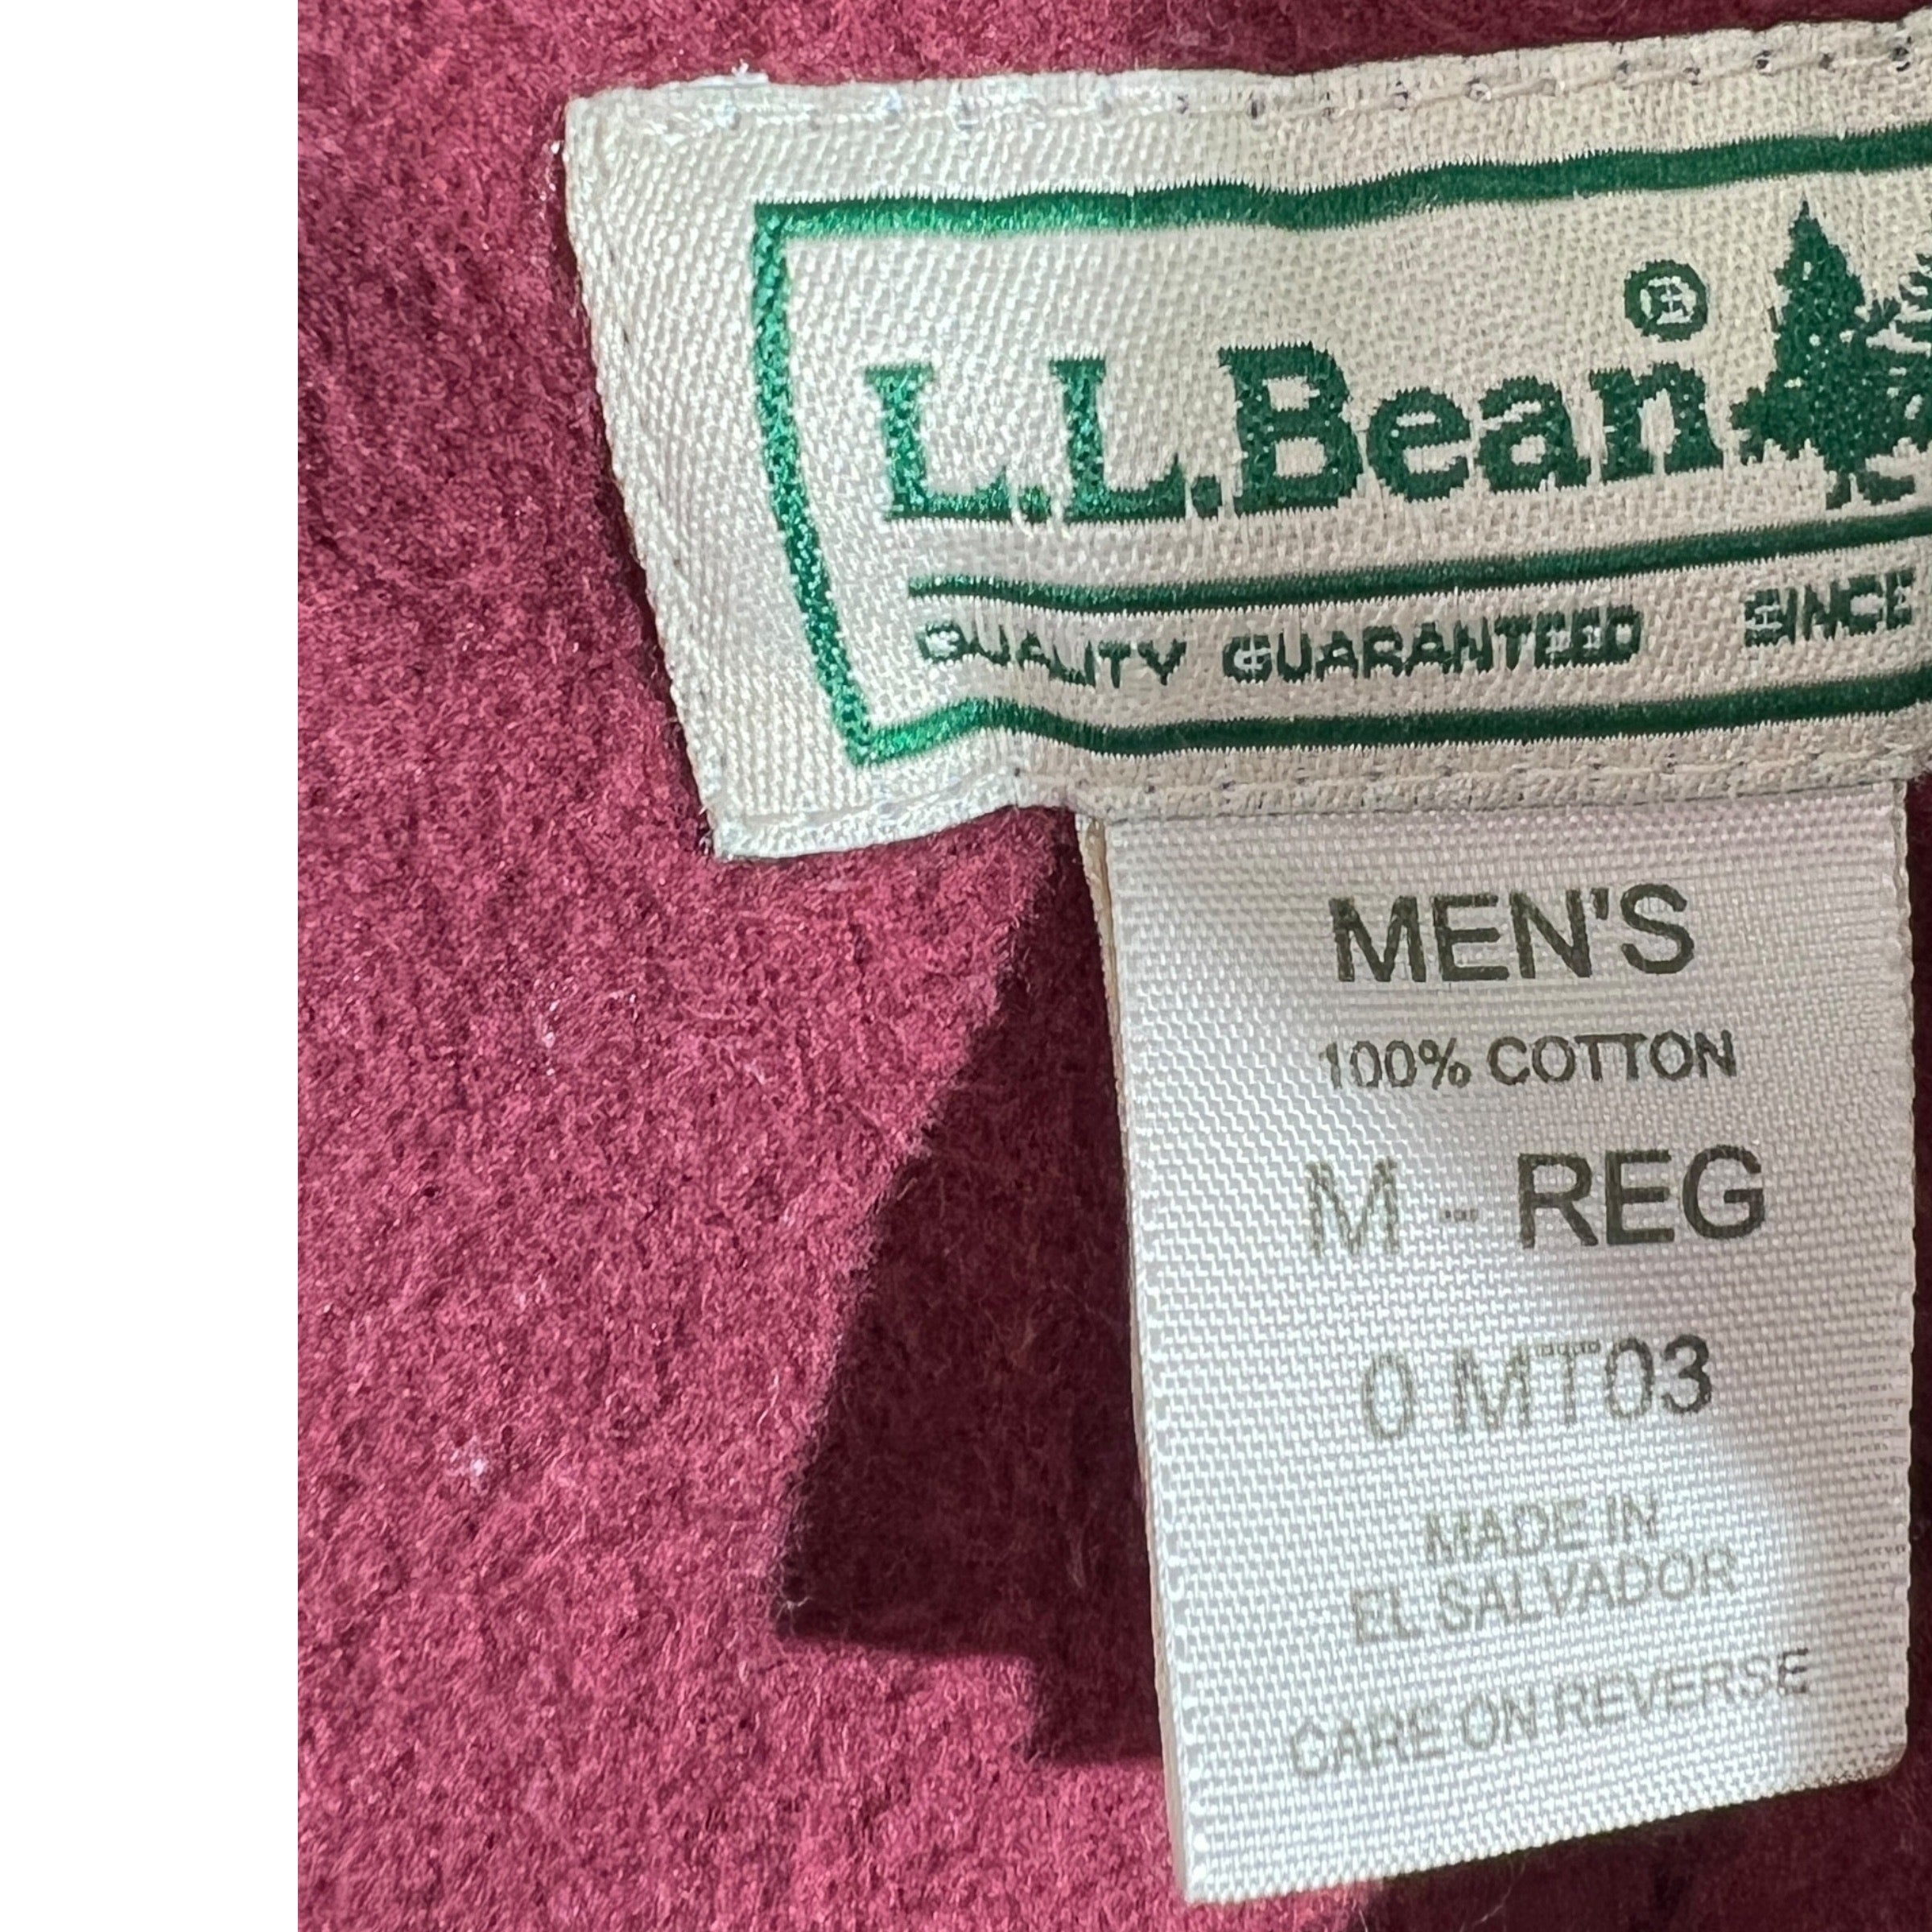 L.L.Bean®
QUALITY GUARANTEED SINCE
MEN'S
100% COTTON
M - REG
0 MT03
MADE IN
EL SALVADOR
CARE ON REVERSE